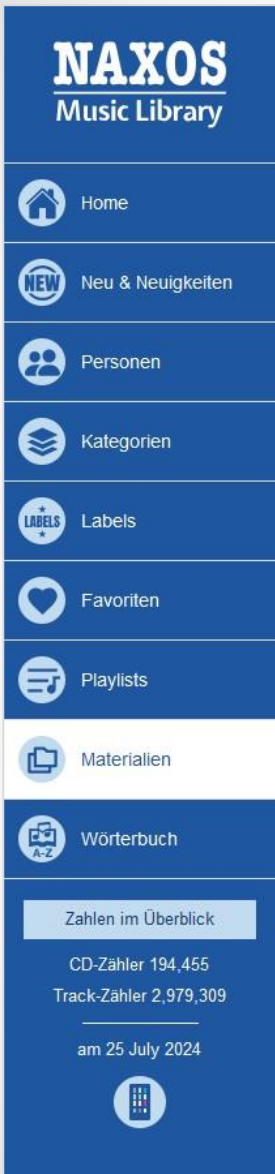 NAXOS
Music Library
Home
NEW
Neu & Neuigkeiten
Personen
Kategorien
LABELS
Labels
Favoriten
Playlists
Materialien
A-Z
Wörterbuch
Zahlen im Überblick
CD-Zähler 194,455
Track-Zähler 2,979,309
am 25 July 2024